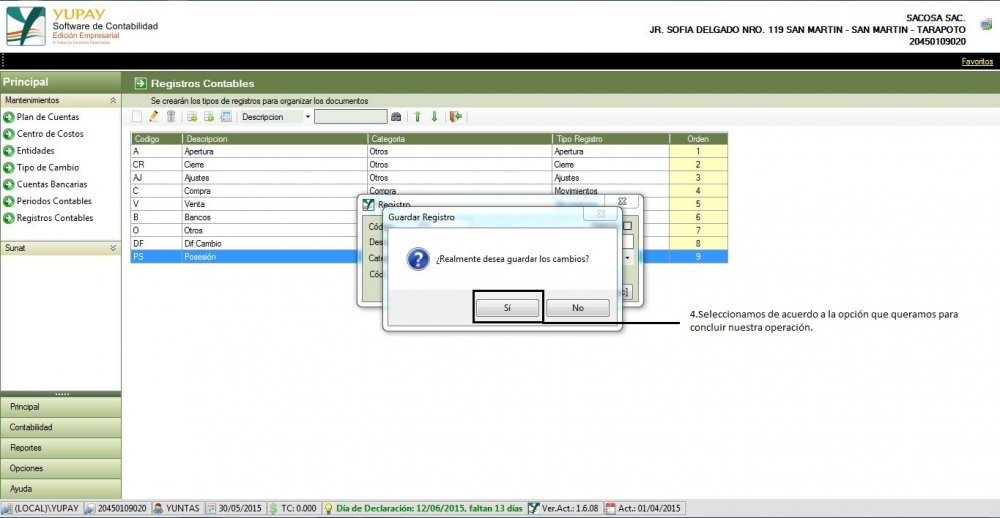 YUPAY
Software de Contabilidad
Edición Empresarial
® Todos los Derechos Reservados
SACOSA SAC.
JR. SOFIA DELGADO NRO. 119 SAN MARTIN - SAN MARTIN - TARAPOTO
20450109020
Favoritos
Principal
Registros Contables
Mantenimientos
Se crearán los tipos de registros para organizar los documentos
Plan de Cuentas
Centro de Costos
Entidades
Tipo de Cambio
Cuentas Bancarias
Periodos Contables
Registros Contables
Sunat
Descripcion
Codigo Descripcion Categoria Tipo Registro Orden
A Apertura Otros Apertura 1
CR Cierre Otros Cierre 2
AJ Ajustes Otros Ajustes 3
C Compra Compra Movimientos 4
V Venta 5
B Bancos 6
O Otros 7
DF Dif.Cambio 8
PS Posesión 9
Registro
Guardar Registro
¿Realmente desea guardar los cambios?
Sí No
4.Seleccionamos de acuerdo a la opción que queramos para
concluir nuestra operación.
Principal
Contabilidad
Reportes
Opciones
Ayuda
(LOCAL)\YUPAY 20450109020 YUNTAS 30/05/2015 TC: 0.000 Día de Declaración: 12/06/2015, faltan 13 días Ver.Act.: 1.6.08 Act.: 01/04/2015